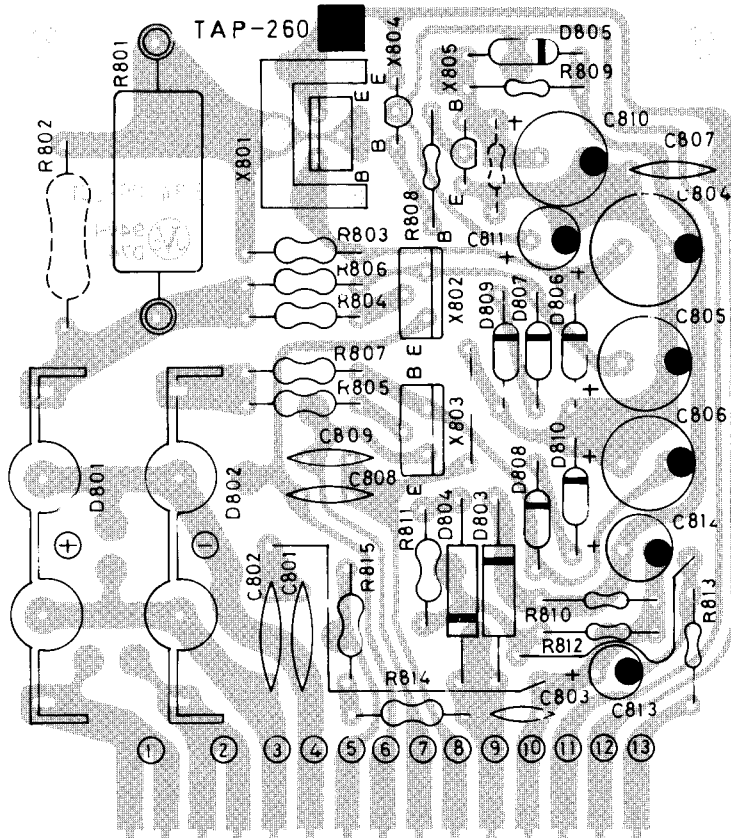 TAP-260
X804
D805
R801
X805
R809
E
E
R802
B
C810
C807
X801
B
B
E
R808
B
C804
C811
R803
R806
R804
X802
D809
D807
D806
C805
R807
E
B
R805
X803
C806
C809
D810
D801
D802
C808
E
D808
R811
D804
D803
C814
+
-
C802
C801
R815
R813
R810
R812
R814
C803
C813
+
+
+
+
+
+
1
2
3
4
5
6
7
8
9
10
11
12
13